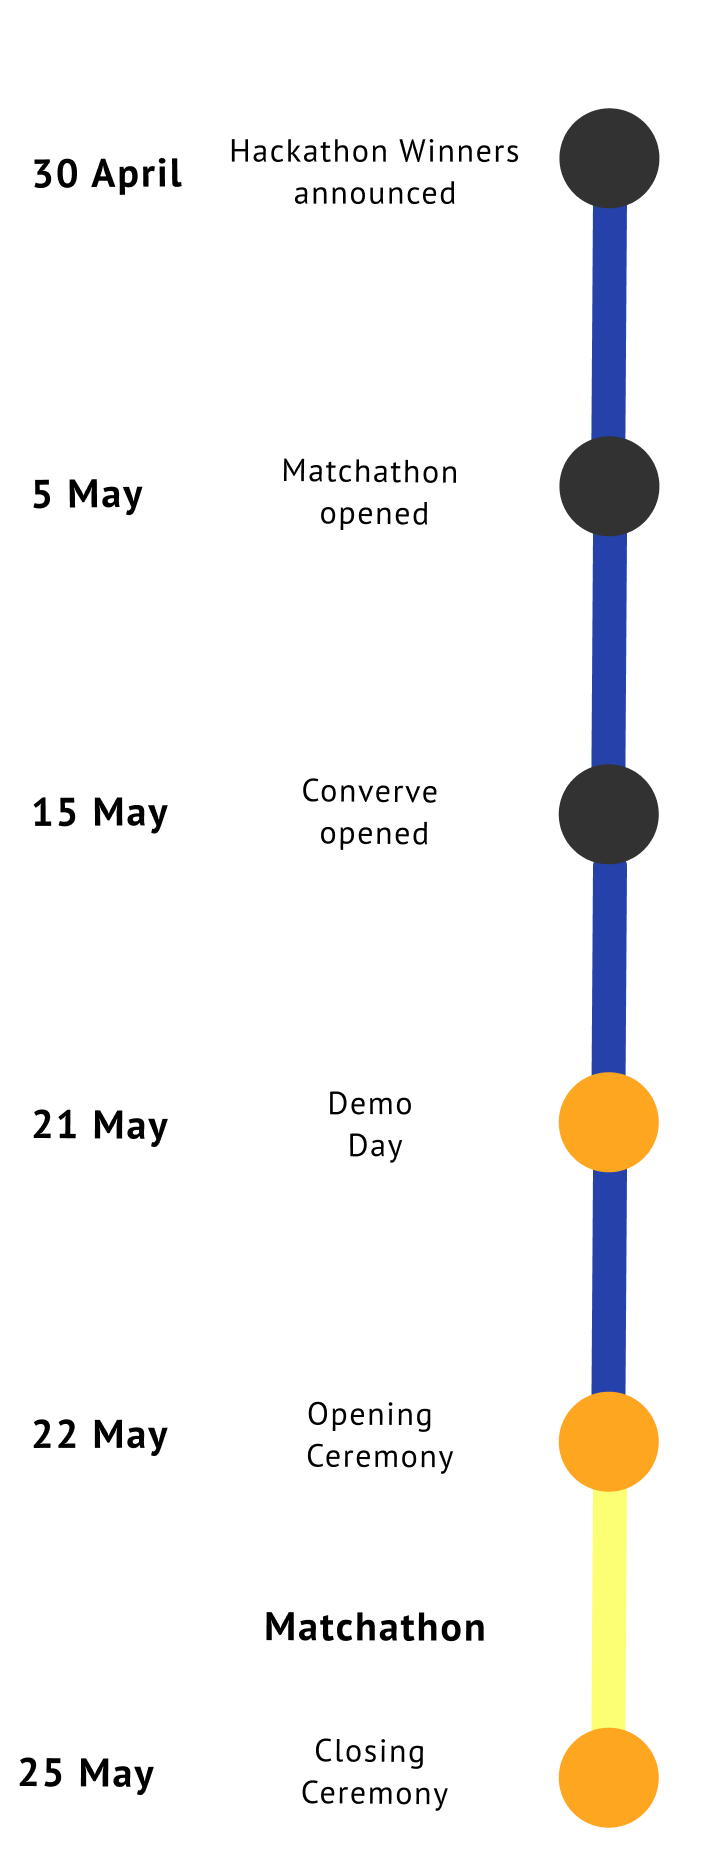 30 April
Hackathon Winners
announced
5 May
Matchathon
opened
15 May
Converve
opened
21 May
Demo
Day
22 May
Opening
Ceremony
Matchathon
25 May
Closing
Ceremony